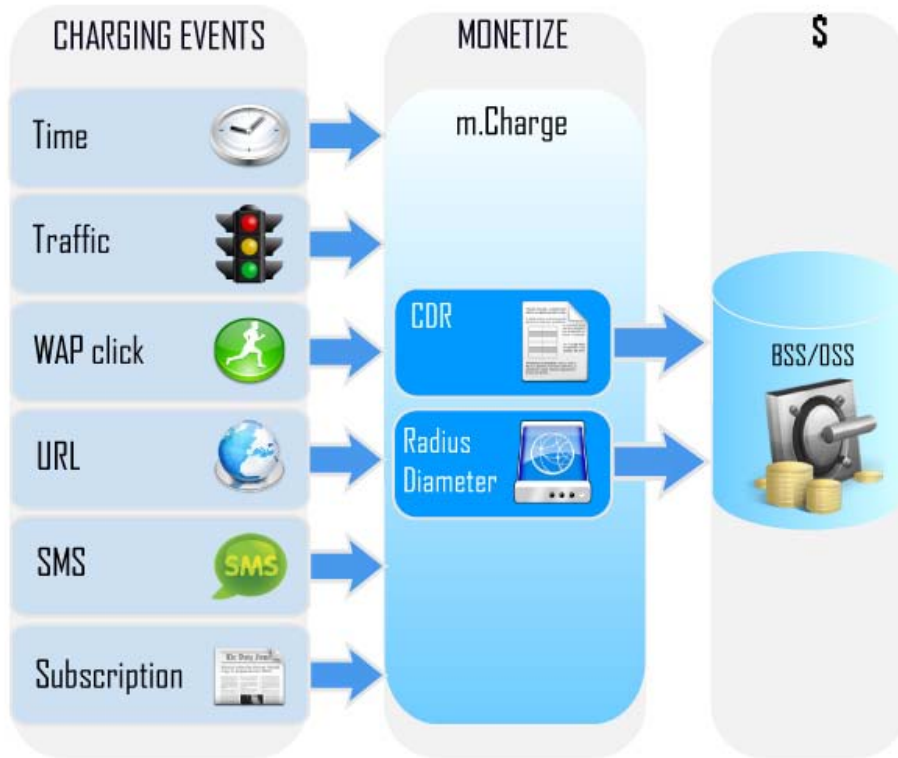 CHARGING EVENTS
Time
Traffic
WAP click
URL
SMS
SMS
Subscription
MONETIZE
m.Charge
CDR
Radius
Diameter
$
BSS/OSS